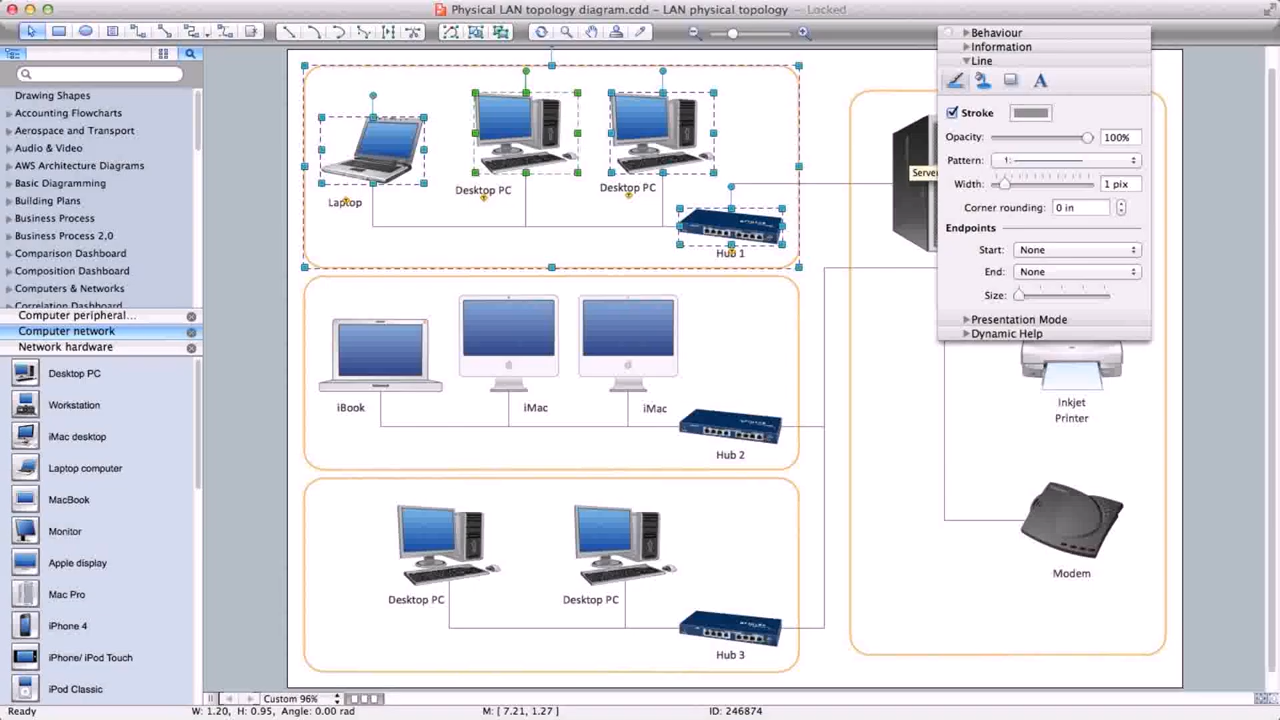 Physical LAN topology diagram.cdd – LAN physical topology — Locked
Drawing Shapes
Accounting Flowcharts
Aerospace and Transport
Audio & Video
AWS Architecture Diagrams
Basic Diagramming
Building Plans
Business Process
Business Process 2,0
Comparison Dashboard
Composition Dashboard
Computers & Networks
Correlation Dashboard
Computer peripheral...
Computer network
Network hardware
Desktop PC
Workstation
iMac desktop
Laptop computer
MacBook
Monitor
Apple display
Mac Pro
iPhone 4
iPhone/ iPod Touch
iPod Classic
Laptop
Desktop PC
Desktop PC
Hub 1
iBook
iMac
iMac
Hub 2
Desktop PC
Desktop PC
Hub 3
Server
Inkjet
Printer
Modem
Behaviour
Information
Line
A
Stroke
Opacity:
100%
Pattern:
1:
Width:
1 pix
Corner rounding:
0 in
Endpoints
Start:
None
End:
None
Size:
Presentation Mode
Dynamic Help
Custom 96%
Ready
W: 1.20, H: 0.95, Angle: 0.00 rad
M: [ 7.21, 1.27 ]
ID: 246874